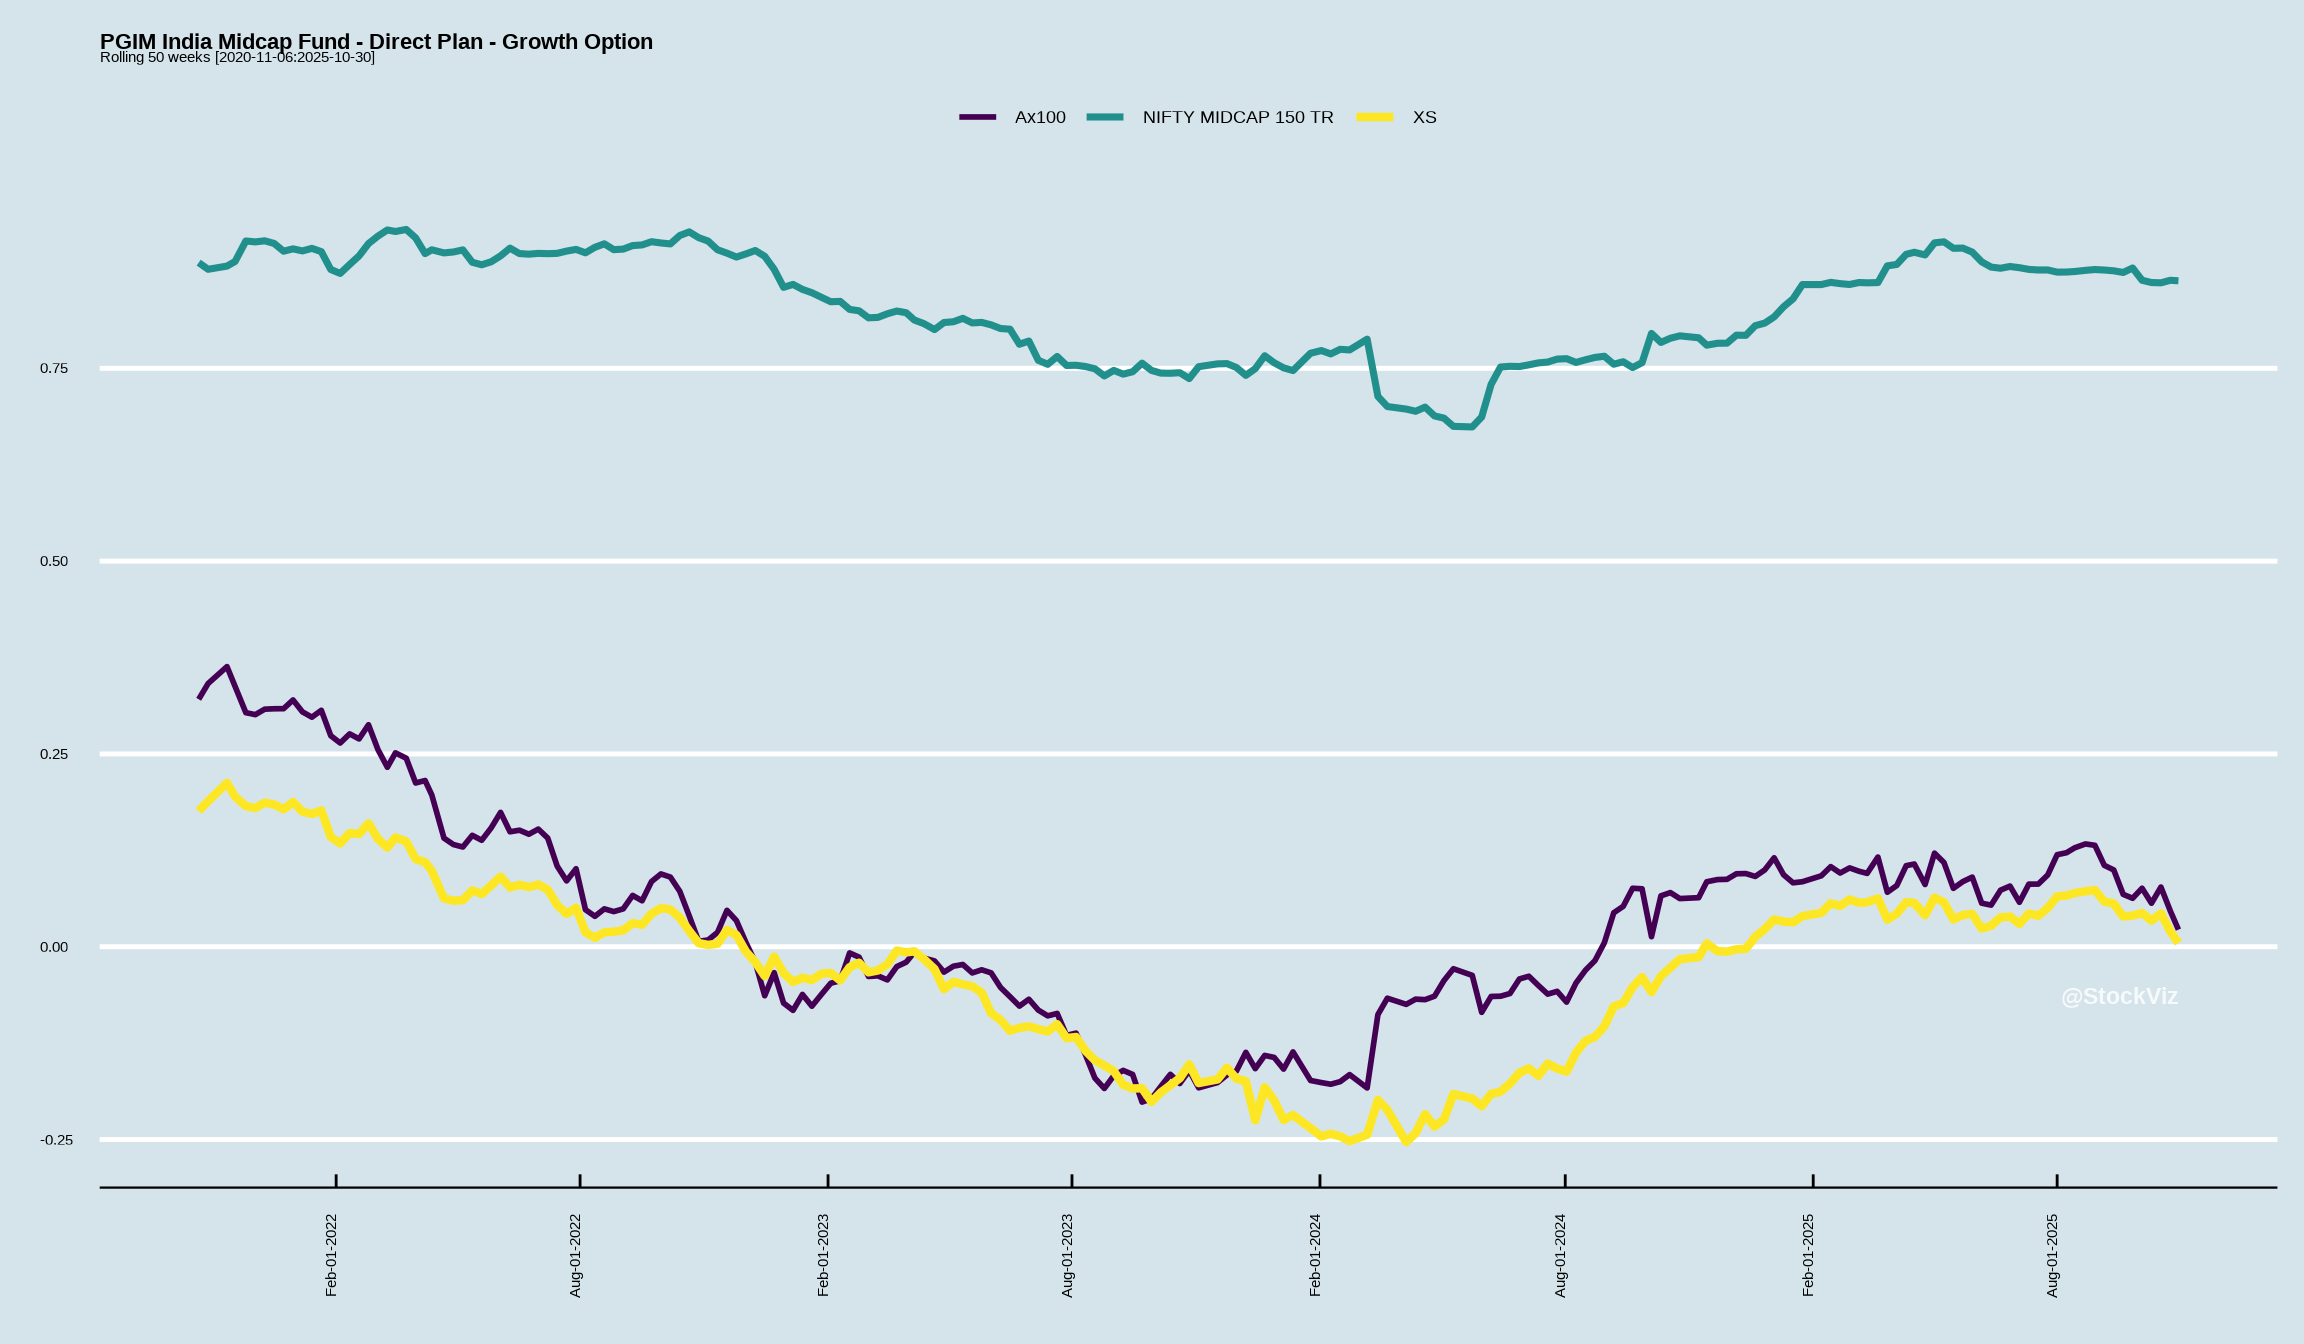 PGIM India Midcap Fund - Direct Plan - Growth Option
Rolling 50 weeks [2020-11-06:2025-10-30]
Ax100 NIFTY MIDCAP 150 TR XS
0.75
0.50
0.25
0.00
@StockViz
-0.25
Feb-01-2022 Aug-01-2022 Feb-01-2023 Aug-01-2023 Feb-01-2024 Aug-01-2024 Feb-01-2025 Aug-01-2025